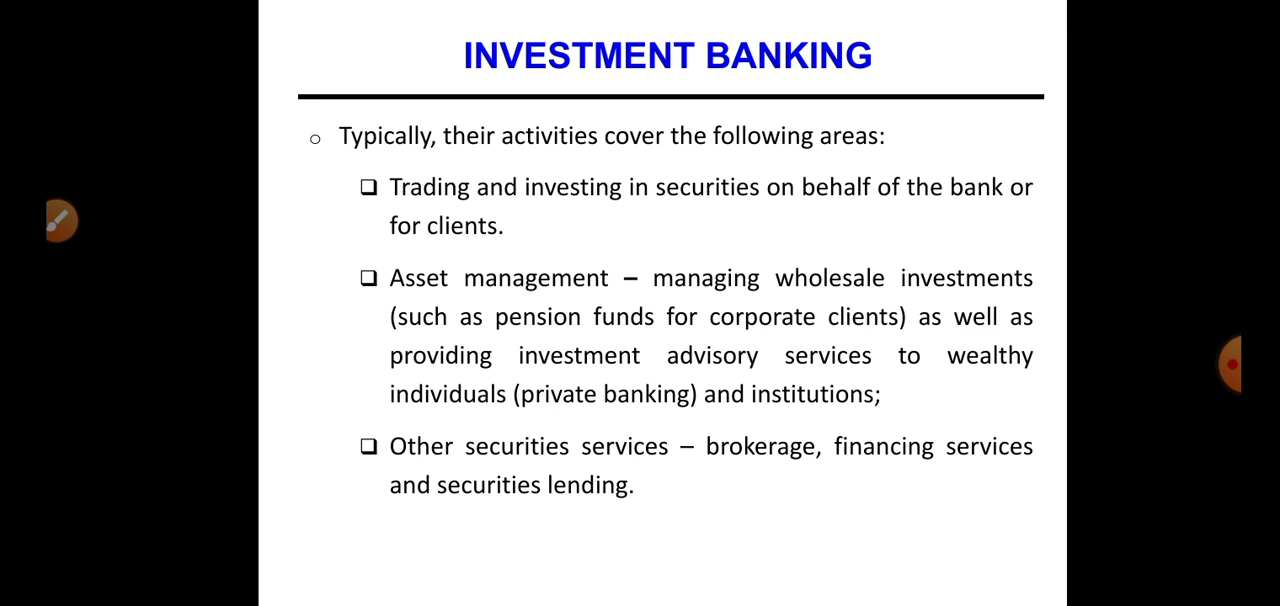 INVESTMENT BANKING
○ Typically, their activities cover the following areas:
❑ Trading and investing in securities on behalf of the bank or
for clients.
❑ Asset management – managing wholesale investments
(such as pension funds for corporate clients) as well as
providing investment advisory services to wealthy
individuals (private banking) and institutions;
❑ Other securities services – brokerage, financing services
and securities lending.